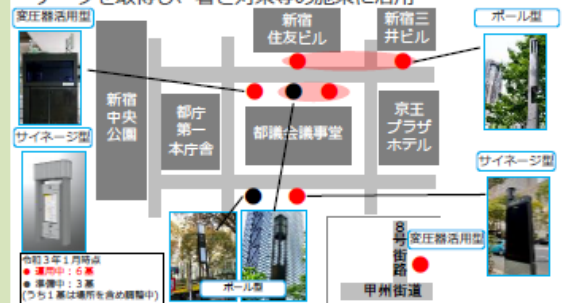 データを取得し、暑さ対策等の施策に活用
変圧器活用型
新宿
住友ビル
新宿三
井ビル
ポール型
新宿
中央
公園
都庁
第一
本庁舎
都議会議事堂
京王
プラザ
ホテル
サイネージ型
サイネージ型
ポール型
8号街路
変圧器活用型
甲州街道
令和3年1月時点
● 運用中：6基
● 準備中：3基
(うち1基は場所を含め調整中)